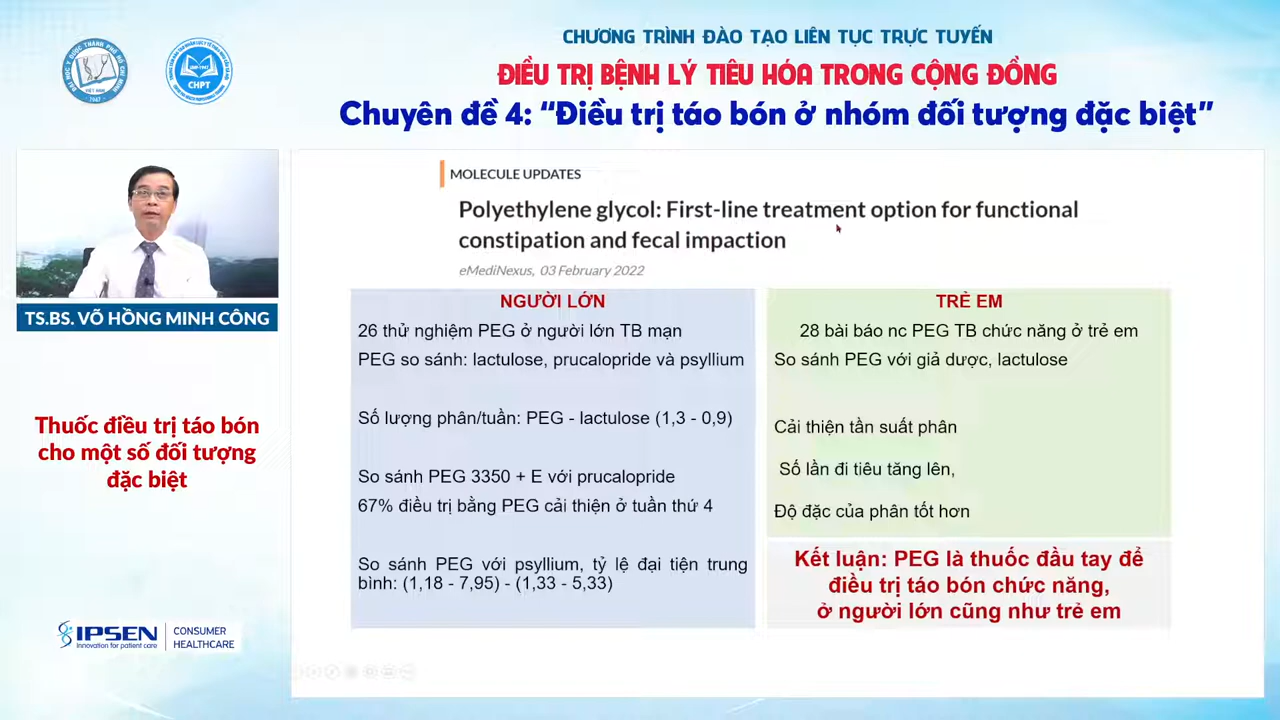 CHƯƠNG TRÌNH ĐÀO TẠO LIÊN TỤC TRỰC TUYẾN
ĐIỀU TRỊ BỆNH LÝ TIÊU HÓA TRONG CỘNG ĐỒNG
Chuyên đề 4: “Điều trị táo bón ở nhóm đối tượng đặc biệt”
CHPT
TS.BS. VÕ HỒNG MINH CÔNG
Thuốc điều trị táo bón
cho một số đối tượng
đặc biệt
IPSEN
Innovation for patient care
CONSUMER
HEALTHCARE
MOLECULE UPDATES
Polyethylene glycol: First-line treatment option for functional
constipation and fecal impaction
eMediNexus, 03 February 2022
NGƯỜI LỚN
26 thử nghiệm PEG ở người lớn TB mạn
PEG so sánh: lactulose, prucalopride và psyllium
Số lượng phân/tuần: PEG - lactulose (1,3 - 0,9)
So sánh PEG 3350 + E với prucalopride
67% điều trị bằng PEG cải thiện ở tuần thứ 4
So sánh PEG với psyllium, tỷ lệ đại tiện trung
bình: (1,18 - 7,95) - (1,33 - 5,33)
TRẺ EM
28 bài báo nc PEG TB chức năng ở trẻ em
So sánh PEG với giả dược, lactulose
Cải thiện tần suất phân
Số lần đi tiêu tăng lên,
Độ đặc của phân tốt hơn
Kết luận: PEG là thuốc đầu tay để
điều trị táo bón chức năng,
ở người lớn cũng như trẻ em